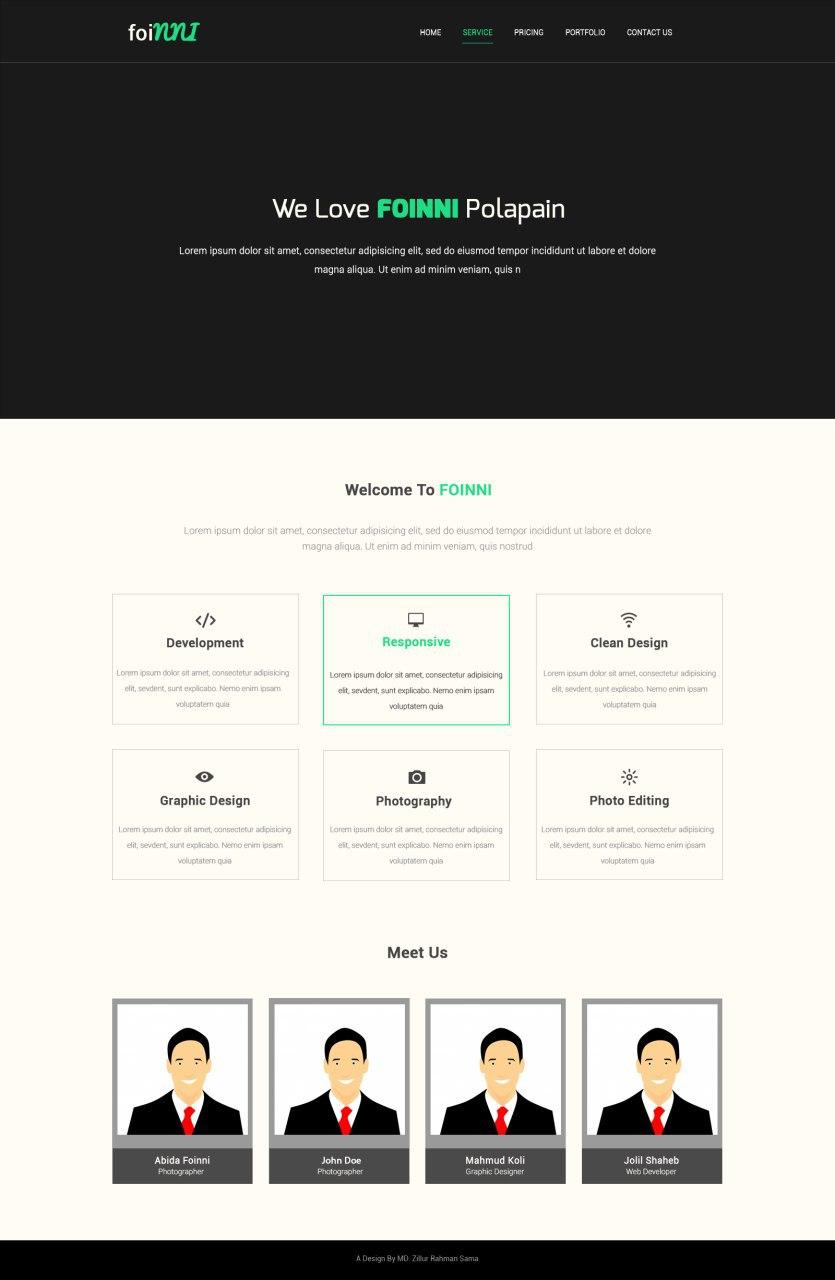 foiNNI
HOME SERVICE PRICING PORTFOLIO CONTACT US
We Love FOINNI Polapain
Lorem ipsum dolor sit amet, consectetur adipisicing elit, sed do eiusmod tempor incididunt ut labore et dolore
magna aliqua. Ut enim ad minim veniam, quis n
Welcome To FOINNI
Lorem ipsum dolor sit amet, consectetur adipisicing elit, sed do eiusmod tempor incididunt ut labore et dolore
magna aliqua. Ut enim ad minim veniam, quis nostrud
Development
Lorem ipsum dolor sit amet, consectetur adipisicing
elit, sevdent, sunt explicabo. Nemo enim ipsam
voluptatem quia
Responsive
Lorem ipsum dolor sit amet, consectetur adipisicing
elit, sevdent, sunt explicabo. Nemo enim ipsam
voluptatem quia
Clean Design
Lorem ipsum dolor sit amet, consectetur adipisicing
elit, sevdent, sunt explicabo. Nemo enim ipsam
voluptatem quia
Graphic Design
Lorem ipsum dolor sit amet, consectetur adipisicing
elit, sevdent, sunt explicabo. Nemo enim ipsam
voluptatem quia
Photography
Lorem ipsum dolor sit amet, consectetur adipisicing
elit, sevdent, sunt explicabo. Nemo enim ipsam
voluptatem quia
Photo Editing
Lorem ipsum dolor sit amet, consectetur adipisicing
elit, sevdent, sunt explicabo. Nemo enim ipsam
voluptatem quia
Meet Us
Abida Foinni
Photographer
John Doe
Photographer
Mahmud Koli
Graphic Designer
Jolil Shaheb
Web Developer
A Design By MD. Zillur Rahman Sama